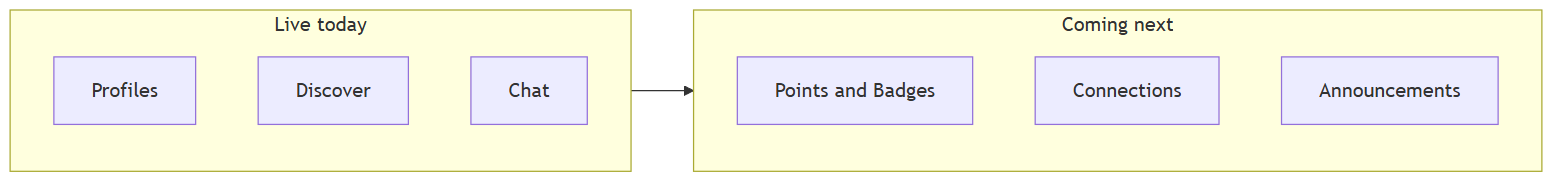 Live today
Profiles
Discover
Chat
Coming next
Points and Badges
Connections
Announcements